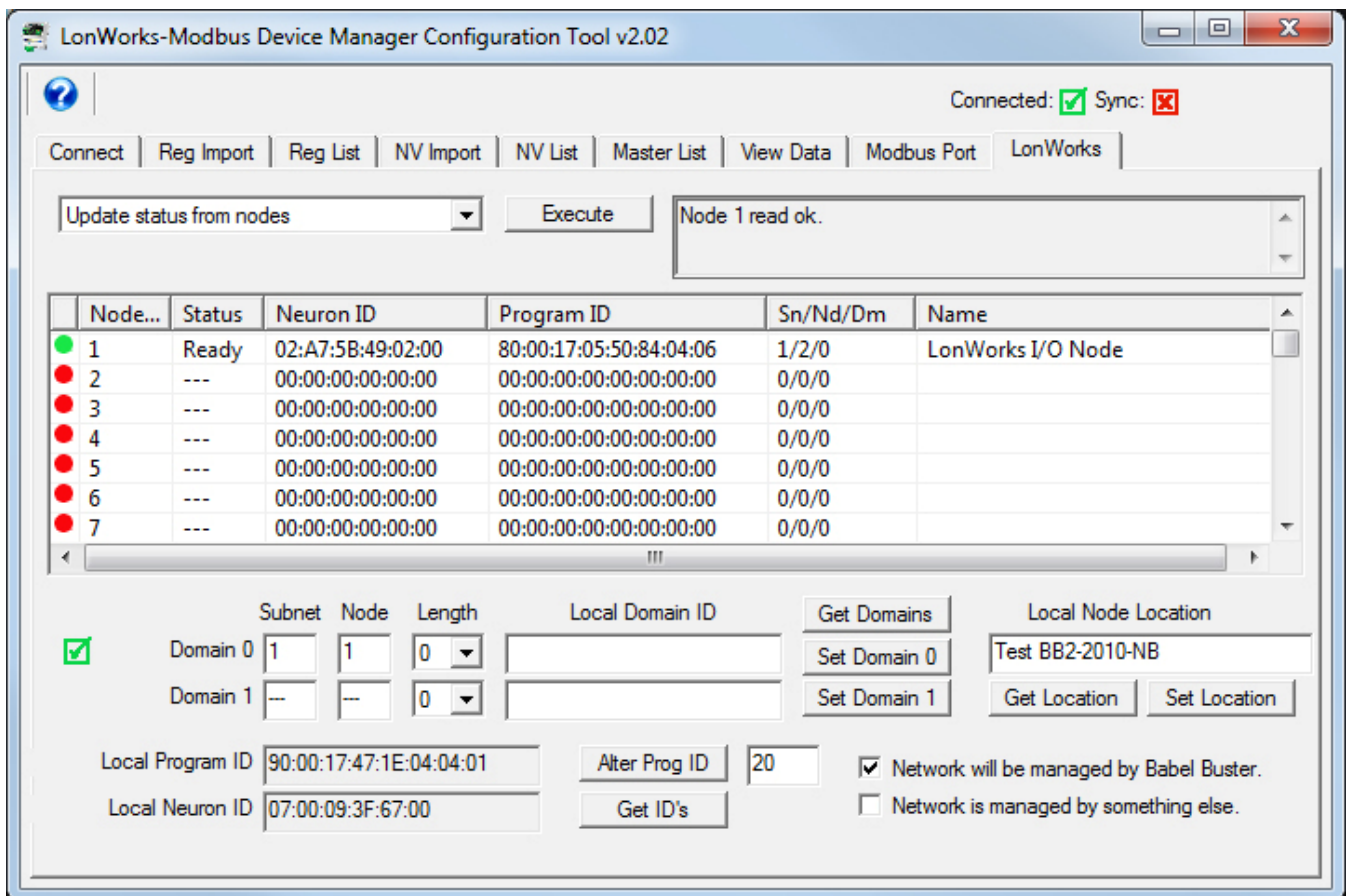 LonWorks-Modbus Device Manager Configuration Tool v2.02
Connected: Sync:
Connect Reg Import Reg List NV Import NV List Master List View Data Modbus Port LonWorks
Update status from nodes Execute Node 1 read ok.
Node... Status Neuron ID Program ID Sn/Nd/Dm Name
1 Ready 02:A7:5B:49:02:00 80:00:17:05:50:84:04:06 1/2/0 LonWorks I/O Node
2 --- 00:00:00:00:00:00 00:00:00:00:00:00:00:00 0/0/0
3 --- 00:00:00:00:00:00 00:00:00:00:00:00:00:00 0/0/0
4 --- 00:00:00:00:00:00 00:00:00:00:00:00:00:00 0/0/0
5 --- 00:00:00:00:00:00 00:00:00:00:00:00:00:00 0/0/0
6 --- 00:00:00:00:00:00 00:00:00:00:00:00:00:00 0/0/0
7 --- 00:00:00:00:00:00 00:00:00:00:00:00:00:00 0/0/0
Subnet Node Length Local Domain ID Get Domains Local Node Location
Domain 0 1 1 0 Set Domain 0 Test BB2-2010-NB
Domain 1 --- --- 0 Set Domain 1 Get Location Set Location
Local Program ID 90:00:17:47:1E:04:04:01 Alter Prog ID 20 Network will be managed by Babel Buster.
Local Neuron ID 07:00:09:3F:67:00 Get ID's Network is managed by something else.